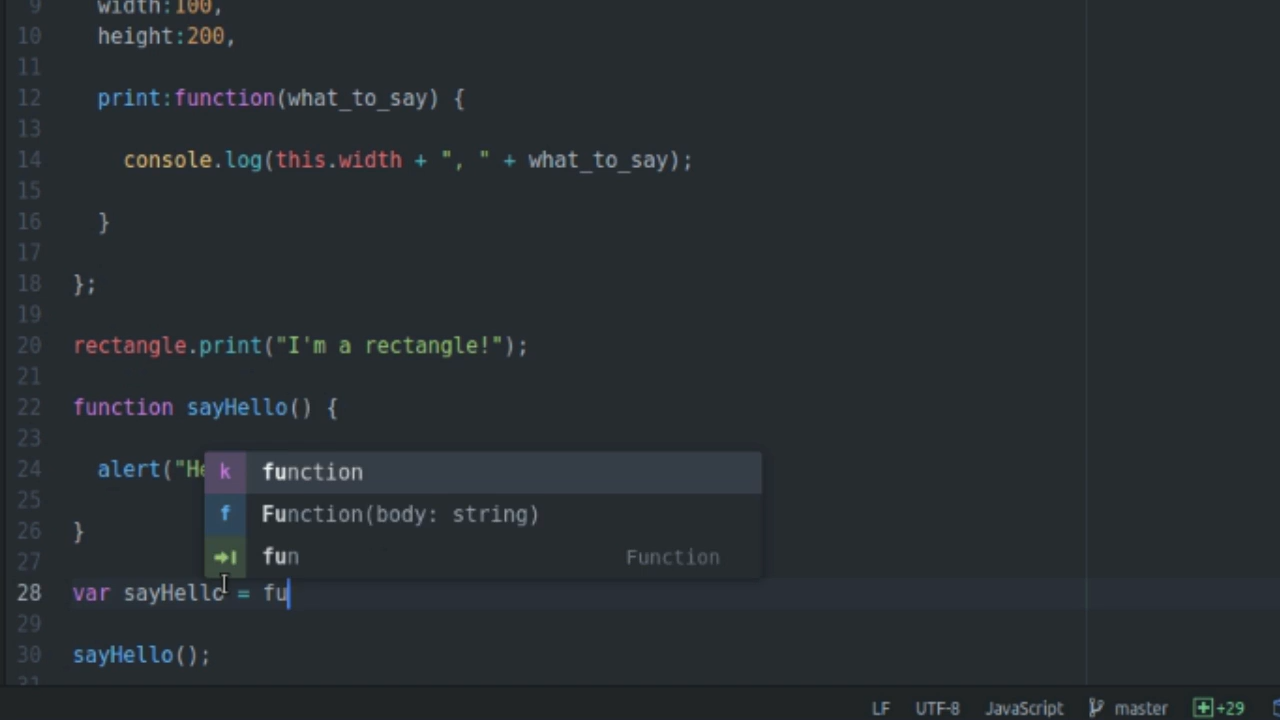 9 width:100,
10 height:200,
11
12 print:function(what_to_say) {
13
14 console.log(this.width + ", " + what_to_say);
15
16 }
17
18 };
19
20 rectangle.print("I'm a rectangle!");
21
22 function sayHello() {
23
24 alert("He
k function
f Function(body: string)
fun Function
25
26 }
27
28 var sayHello = fu
29
30 sayHello();
31
LF UTF-8 JavaScript master +29